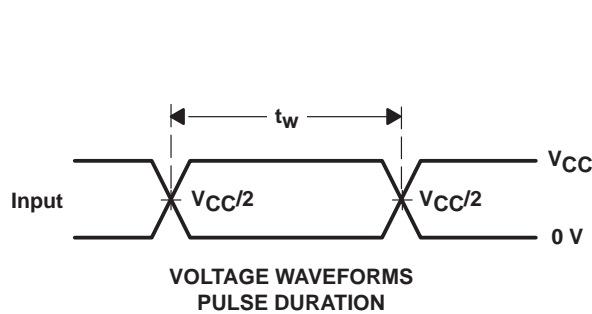 tw
VCC
Input
VCC/2
VCC/2
0 V
VOLTAGE WAVEFORMS
PULSE DURATION